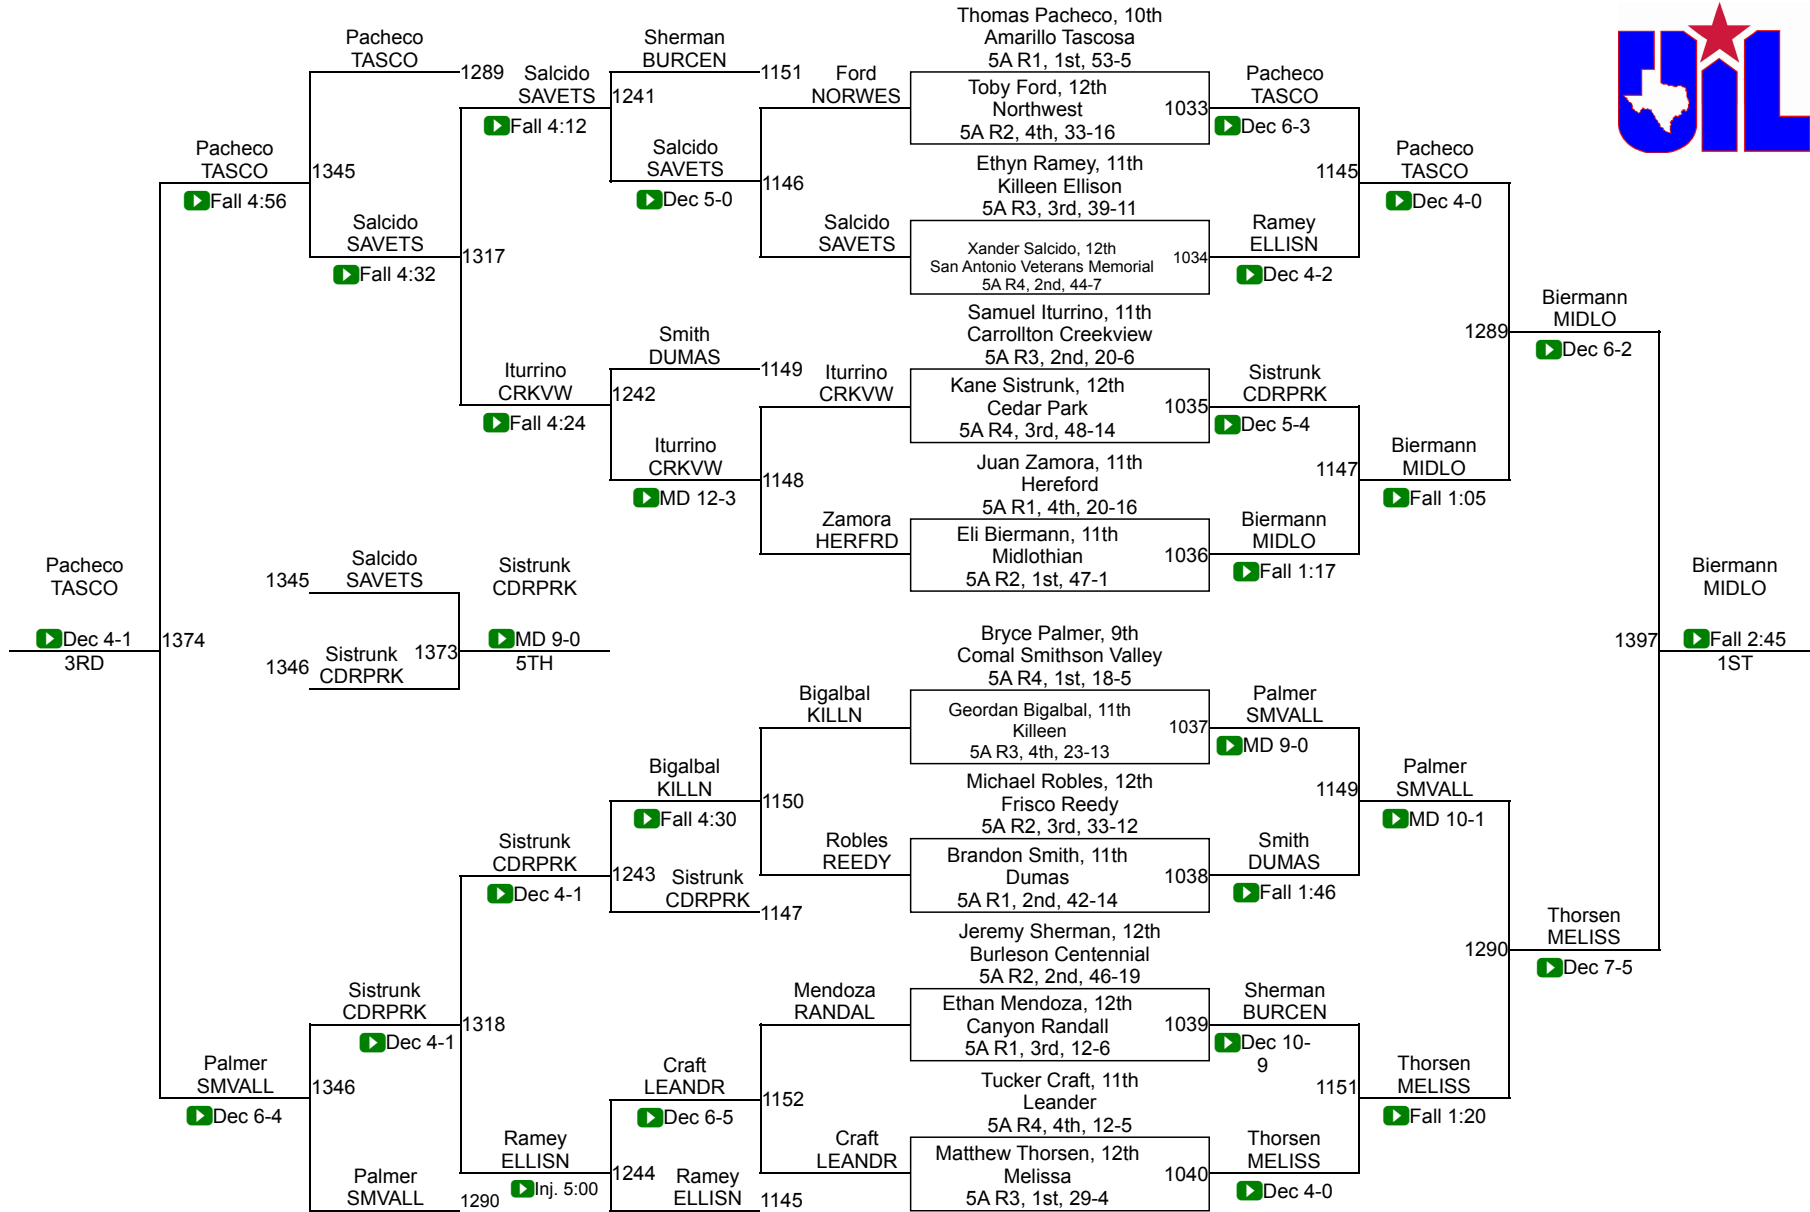 Pacheco
TASCO
1289
Salcido
SAVETS
Fall 4:12
Sherman
BURCEN
1151
1241
Ford
NORWES
Thomas Pacheco, 10th
Amarillo Tascosa
5A R1, 1st, 53-5
Toby Ford, 12th
Northwest
5A R2, 4th, 33-16
1033
Pacheco
TASCO
Dec 6-3
UIL
Pacheco
TASCO
Fall 4:56
1345
Salcido
SAVETS
Dec 5-0
1146
Ethyn Ramey, 11th
Killeen Ellison
5A R3, 3rd, 39-11
1145
Pacheco
TASCO
Dec 4-0
Salcido
SAVETS
Fall 4:32
1317
Salcido
SAVETS
Xander Salcido, 12th
San Antonio Veterans Memorial
5A R4, 2nd, 44-7
1034
Ramey
ELLISN
Dec 4-2
Biermann
MIDLO
Dec 6-2
1289
Smith
DUMAS
1149
Samuel Iturrino, 11th
Carrollton Creekview
5A R3, 2nd, 20-6
Iturrino
CRKVW
Fall 4:24
1242
Iturrino
CRKVW
Kane Sistrunk, 12th
Cedar Park
5A R4, 3rd, 48-14
1035
Sistrunk
CDRPRK
Dec 5-4
Iturrino
CRKVW
MD 12-3
1148
Juan Zamora, 11th
Hereford
5A R1, 4th, 20-16
1147
Biermann
MIDLO
Fall 1:05
Zamora
HERFRD
Eli Biermann, 11th
Midlothian
5A R2, 1st, 47-1
1036
Biermann
MIDLO
Fall 1:17
Pacheco
TASCO
Dec 4-1
3RD
1374
1345
Salcido
SAVETS
1346
Sistrunk
CDRPRK
1373
Sistrunk
CDRPRK
MD 9-0
5TH
1397
Biermann
MIDLO
Fall 2:45
1ST
Bryce Palmer, 9th
Comal Smithson Valley
5A R4, 1st, 18-5
Bigalbal
KILLN
Geordan Bigalbal, 11th
Killeen
5A R3, 4th, 23-13
1037
Palmer
SMVALL
MD 9-0
Bigalbal
KILLN
Fall 4:30
1150
Michael Robles, 12th
Frisco Reedy
5A R2, 3rd, 33-12
1149
Palmer
SMVALL
MD 10-1
Sistrunk
CDRPRK
Dec 4-1
1243
Sistrunk
CDRPRK
1147
Robles
REEDY
Brandon Smith, 11th
Dumas
5A R1, 2nd, 42-14
1038
Smith
DUMAS
Fall 1:46
1290
Thorsen
MELISS
Dec 7-5
Jeremy Sherman, 12th
Burleson Centennial
5A R2, 2nd, 46-19
Sistrunk
CDRPRK
Dec 4-1
1318
Mendoza
RANDAL
Ethan Mendoza, 12th
Canyon Randall
5A R1, 3rd, 12-6
1039
Sherman
BURCEN
Dec 10-
9
Palmer
SMVALL
Dec 6-4
1346
Craft
LEANDR
Dec 6-5
1152
Tucker Craft, 11th
Leander
5A R4, 4th, 12-5
1151
Thorsen
MELISS
Fall 1:20
Palmer
SMVALL
1290
Ramey
ELLISN
Inj. 5:00
1244
Ramey
ELLISN
1145
Craft
LEANDR
Matthew Thorsen, 12th
Melissa
5A R3, 1st, 29-4
1040
Thorsen
MELISS
Dec 4-0